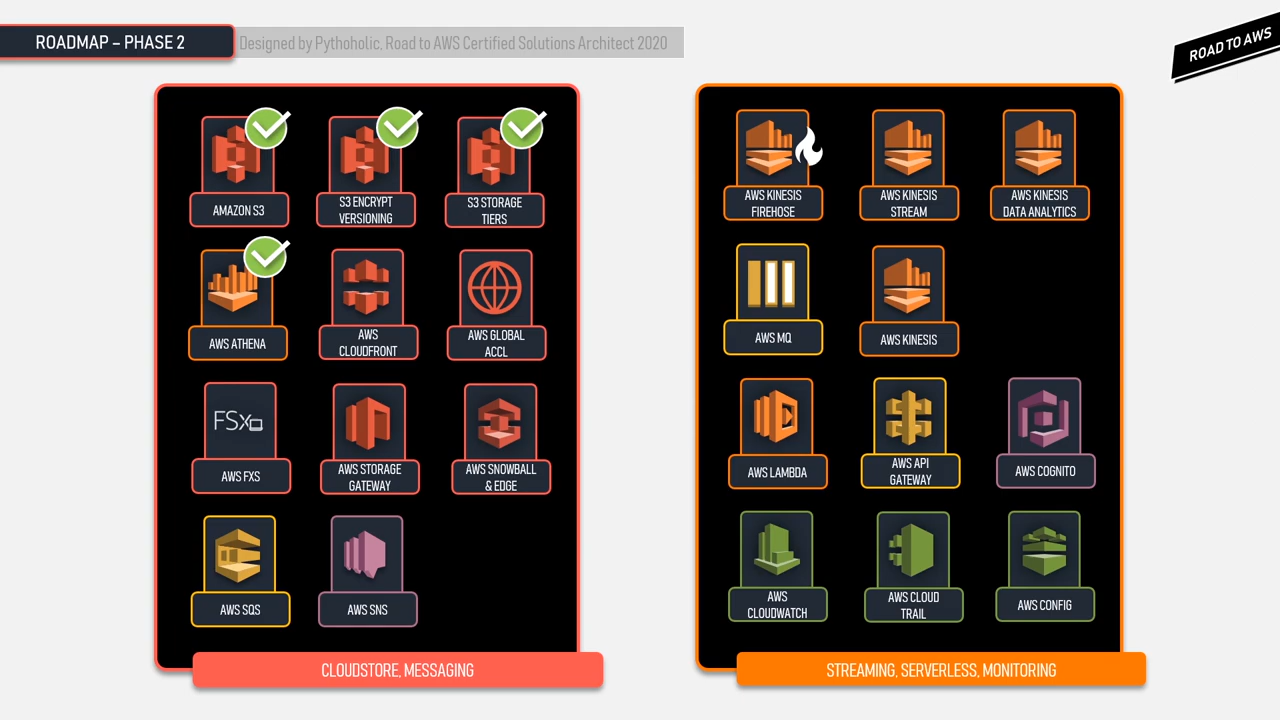 ROADMAP – PHASE 2
Designed by Pythoholic, Road to AWS Certified Solutions Architect 2020
ROAD TO AWS
AMAZON S3
S3 ENCRYPT
VERSIONING
S3 STORAGE
TIERS
AWS ATHENA
AWS
CLOUDFRONT
AWS GLOBAL
ACCL
FSx
AWS FXS
AWS STORAGE
GATEWAY
AWS SNOWBALL
& EDGE
AWS SQS
AWS SNS
CLOUDSTORE, MESSAGING
AWS KINESIS
FIREHOSE
AWS KINESIS
STREAM
AWS KINESIS
DATA ANALYTICS
AWS MQ
AWS KINESIS
AWS LAMBDA
AWS API
GATEWAY
AWS COGNITO
AWS
CLOUDWATCH
AWS CLOUD
TRAIL
AWS CONFIG
STREAMING, SERVERLESS, MONITORING